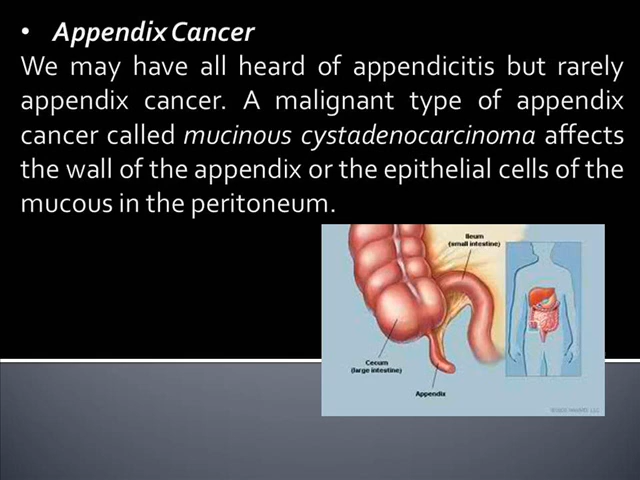 • Appendix Cancer
We may have all heard of appendicitis but rarely
appendix cancer. A malignant type of appendix
cancer called mucinous cystadenocarcinoma affects
the wall of the appendix or the epithelial cells of the
mucous in the peritoneum.
Ileum
(small intestine)
Cecum
(large intestine)
Appendix